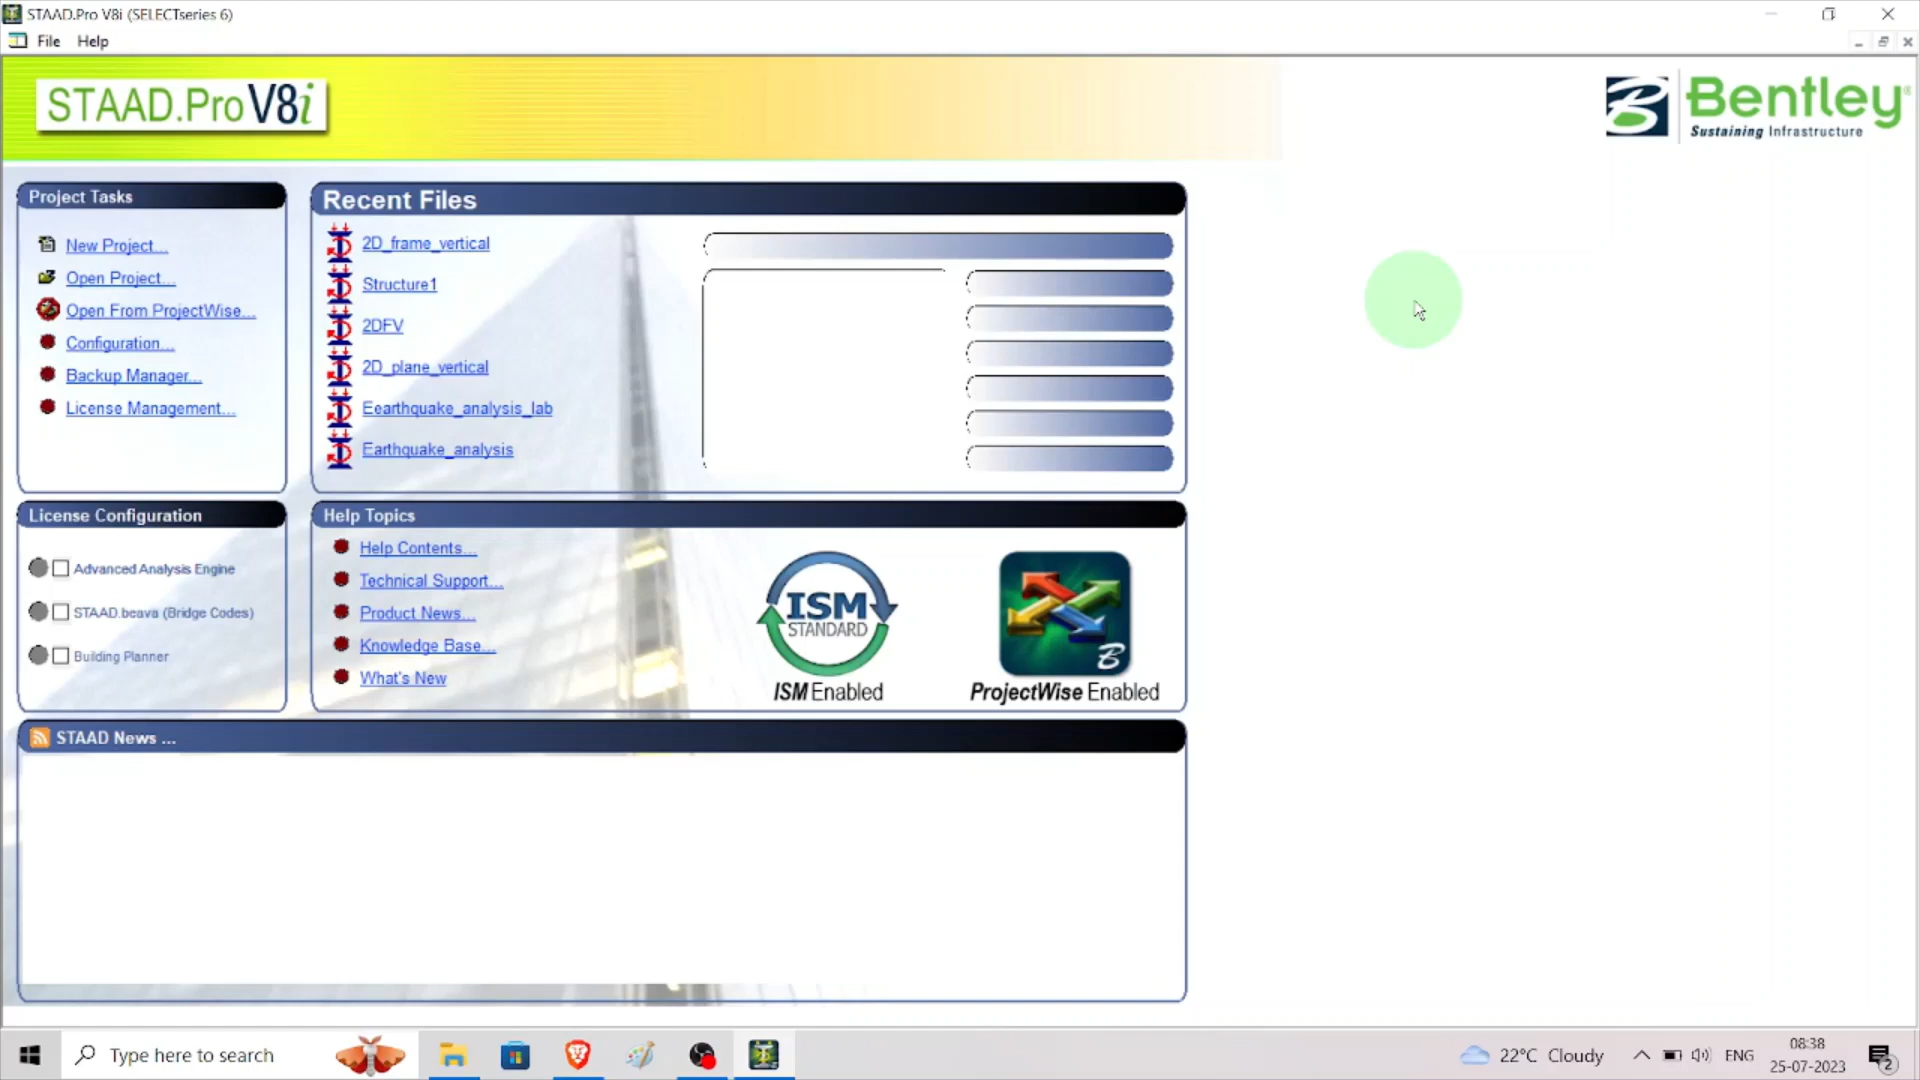 STAAD.Pro V8i (SELECTseries 6)
File Help
STAAD.Pro V8i
Bentley®
Sustaining Infrastructure
Project Tasks
New Project...
Open Project...
Open From ProjectWise...
Configuration...
Backup Manager...
License Management...
Recent Files
2D_frame_vertical
Structure1
2DFV
2D_plane_vertical
Eearthquake_analysis_lab
Earthquake_analysis
License Configuration
Advanced Analysis Engine
STAAD.beava (Bridge Codes)
Building Planner
Help Topics
Help Contents...
Technical Support...
Product News...
Knowledge Base...
What's New
ISM
STANDARD
ISM Enabled
B
ProjectWise Enabled
STAAD News ...
Type here to search
22°C Cloudy
ENG
08:38
25-07-2023
2